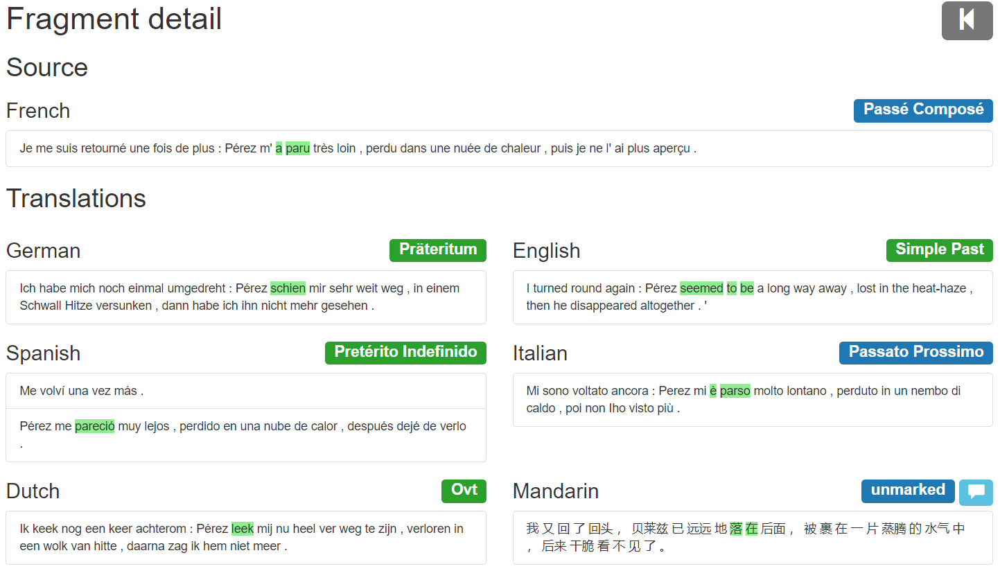 Fragment detail
Source
French
Passé Composé
Je me suis retourné une fois de plus : Pérez m' a paru très loin , perdu dans une nuée de chaleur , puis je ne l' ai plus aperçu .
Translations
German
Präteritum
Ich habe mich noch einmal umgedreht : Pérez schien mir sehr weit weg , in einem
Schwall Hitze versunken , dann habe ich ihn nicht mehr gesehen .
English
Simple Past
I turned round again : Pérez seemed to be a long way away , lost in the heat-haze ,
then he disappeared altogether . '
Spanish
Pretérito Indefinido
Me volví una vez más .
Pérez me pareció muy lejos , perdido en una nube de calor , después dejé de verlo
.
Italian
Passato Prossimo
Mi sono voltato ancora : Perez mi è parso molto lontano , perduto in un nembo di
caldo , poi non lho visto più .
Dutch
Ovt
Ik keek nog een keer achterom : Pérez leek mij nu heel ver weg te zijn , verloren in
een wolk van hitte , daarna zag ik hem niet meer .
Mandarin
unmarked
我 又 回 了 回头 ， 贝莱兹 已 远远 地 落 在 后面 ， 被 裹 在 一 片 蒸腾 的 水气 中
， 后来 干脆 看 不 见 了 。